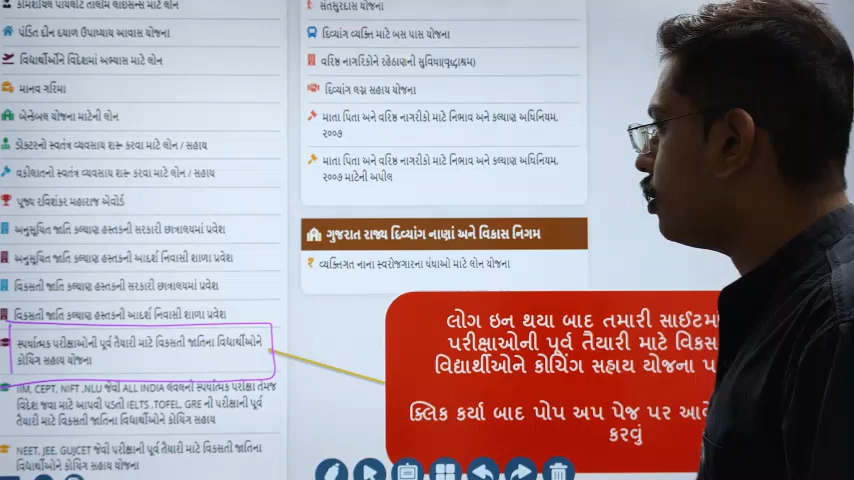 કોમર્શિયલ પાયલોટ તાલીમ લાઇસન્સ માટે લોન
પંડિત દીન દયાળ ઉપાધ્યાય આવાસ યોજના
વિદ્યાર્થીઓને વિદેશમાં અભ્યાસ માટે લોન
માનવ ગરિમા
બેનેબલ યોજના માટેની લોન
ડોક્ટરનો સ્વતંત્ર વ્યવસાય શરૂ કરવા માટે લોન / સહાય
વકીલાતનો સ્વતંત્ર વ્યવસાય શરૂ કરવા માટે લોન / સહાય
પૂજ્ય રવિશંકર મહારાજ એવોર્ડ
અનુસૂચિત જાતિ કલ્યાણ હસ્તકની સરકારી છાત્રાલયમાં પ્રવેશ
અનુસૂચિત જાતિ કલ્યાણ હસ્તકની આદર્શ નિવાસી શાળા પ્રવેશ
વિકસતી જાતિ કલ્યાણ હસ્તકની સરકારી છાત્રાલયમાં પ્રવેશ
વિકસતી જાતિ કલ્યાણ હસ્તકની આદર્શ નિવાસી શાળા પ્રવેશ
સ્પર્ધાત્મક પરીક્ષાઓની પૂર્વ તૈયારી માટે વિકસતી જાતિના વિદ્યાર્થીઓને
કોચિંગ સહાય યોજના
IIM, CEPT, NIFT ,NLU જેવી ALL INDIA લેવલની સ્પર્ધાત્મક પરીક્ષા તેમજ
વિદેશ જવા માટે આપવી પડતી IELTS ,TOFEL, GRE ની પરીક્ષાની પૂર્વ
તૈયારી માટે વિકસતી જાતિના વિદ્યાર્થીઓને કોચિંગ સહાય
NEET, JEE, GUJCET જેવી પરીક્ષાની પૂર્વ તૈયારી માટે વિકસતી જાતિના
વિદ્યાર્થીઓને કોચિંગ સહાય યોજના
સંતસુરદાસ યોજના
દિવ્યાંગ વ્યક્તિ માટે બસ પાસ યોજના
વરિષ્ઠ નાગરિકોને રહેઠાણની સુવિધા(વૃદ્ધાશ્રમ)
દિવ્યાંગ લગ્ન સહાય યોજના
માતા પિતા અને વરિષ્ઠ નાગરીકો માટે નિભાવ અને કલ્યાણ અધિનિયમ,
૨૦૦૭
માતા પિતા અને વરિષ્ઠ નાગરીકો માટે નિભાવ અને કલ્યાણ અધિનિયમ,
૨૦૦૭ માટેની અપીલ
ગુજરાત રાજ્ય દિવ્યાંગ નાણાં અને વિકાસ નિગમ
વ્યક્તિગત નાના સ્વરોજગારના ધંધાઓ માટે લોન યોજના
લોગ ઇન થયા બાદ તમારી સાઈટમાં
પરીક્ષાઓની પૂર્વ તૈયારી માટે વિકસ
વિદ્યાર્થીઓને કોચિંગ સહાય યોજના પ
ક્લિક કર્યા બાદ પોપ અપ પેજ પર આવે
કરવું